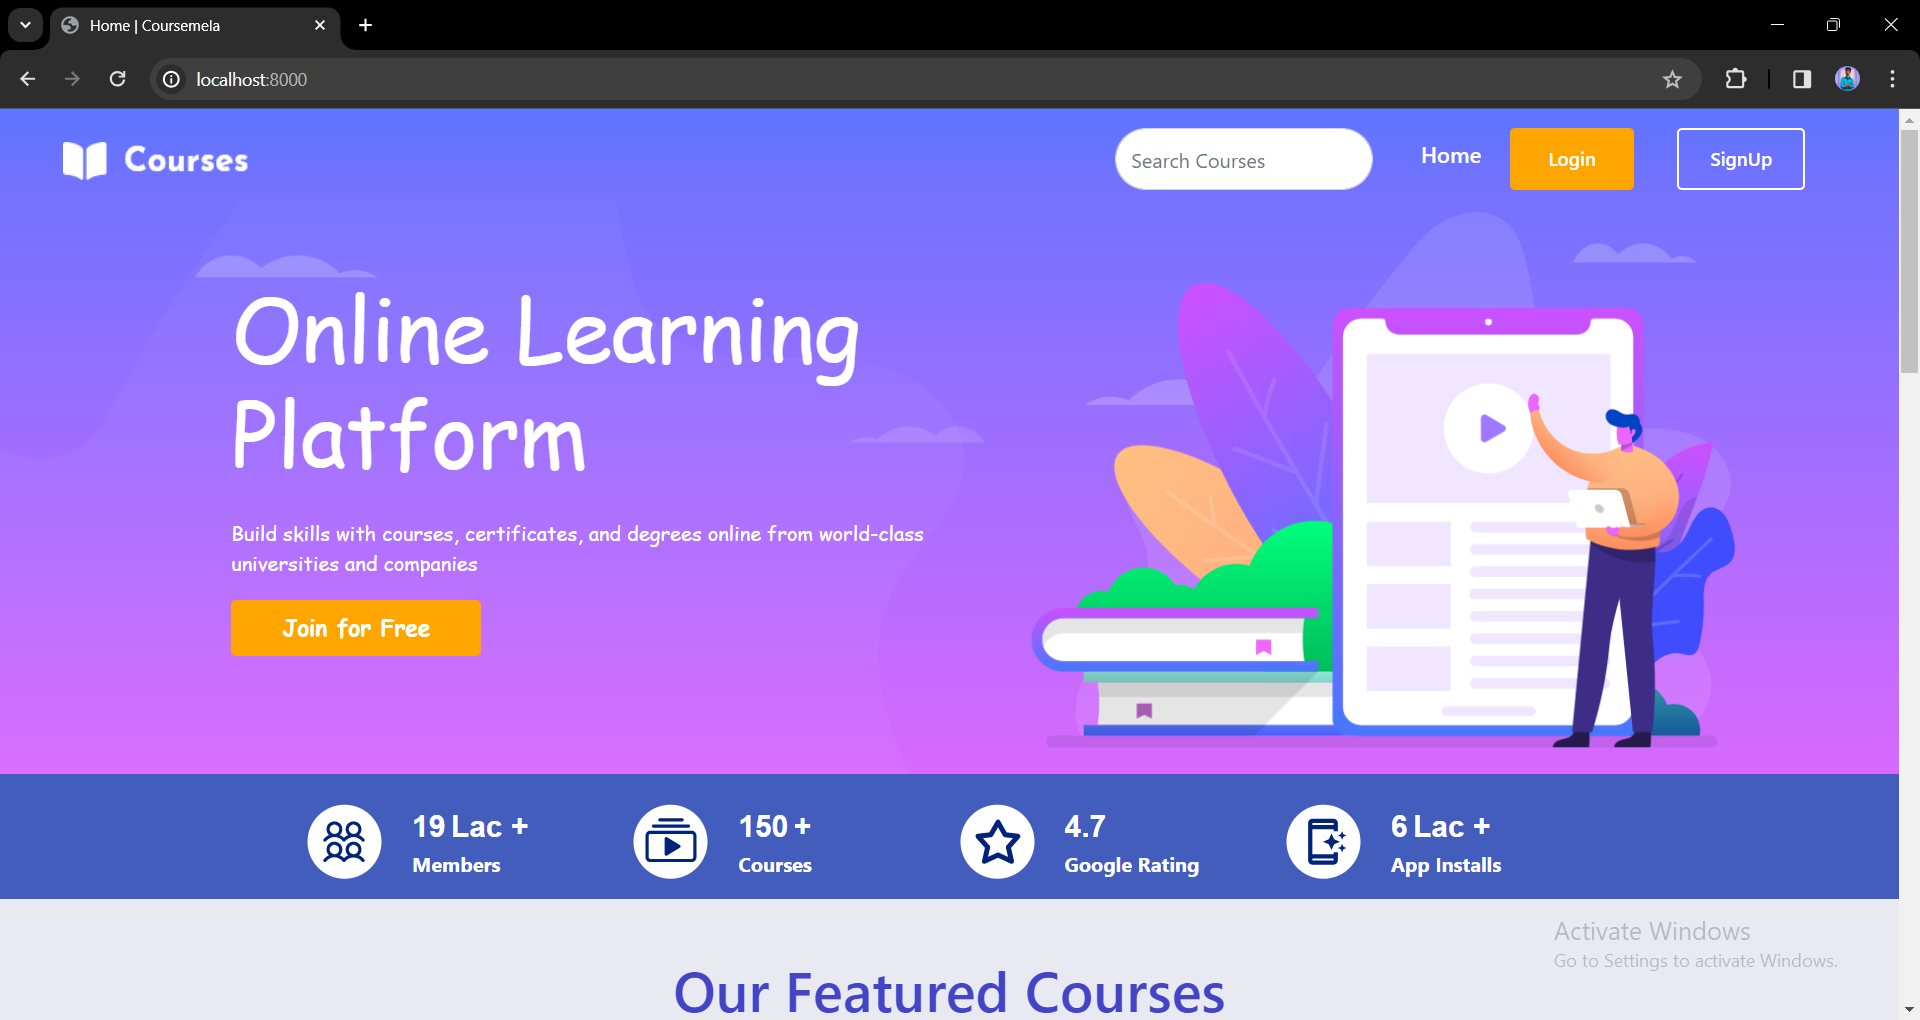 Home | Coursemela
localhost:8000
Courses
Search Courses
Home
Login
SignUp
Online Learning
Platform
Build skills with courses, certificates, and degrees online from world-class
universities and companies
Join for Free
19 Lac +
Members
150 +
Courses
4.7
Google Rating
6 Lac +
App Installs
Activate Windows
Go to Settings to activate Windows.
Our Featured Courses